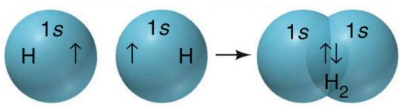 1s 1s 1s 1s
H ↑ ↑ H → ↑↓
H₂